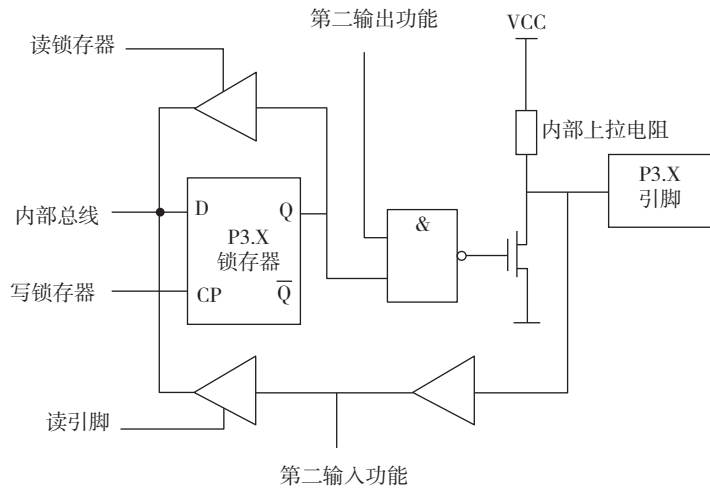 第二输出功能
VCC
读锁存器
内部上拉电阻
P3.X
引脚
内部总线
D
Q
P3.X
锁存器
&
写锁存器
CP
Q̅
读引脚
第二输入功能